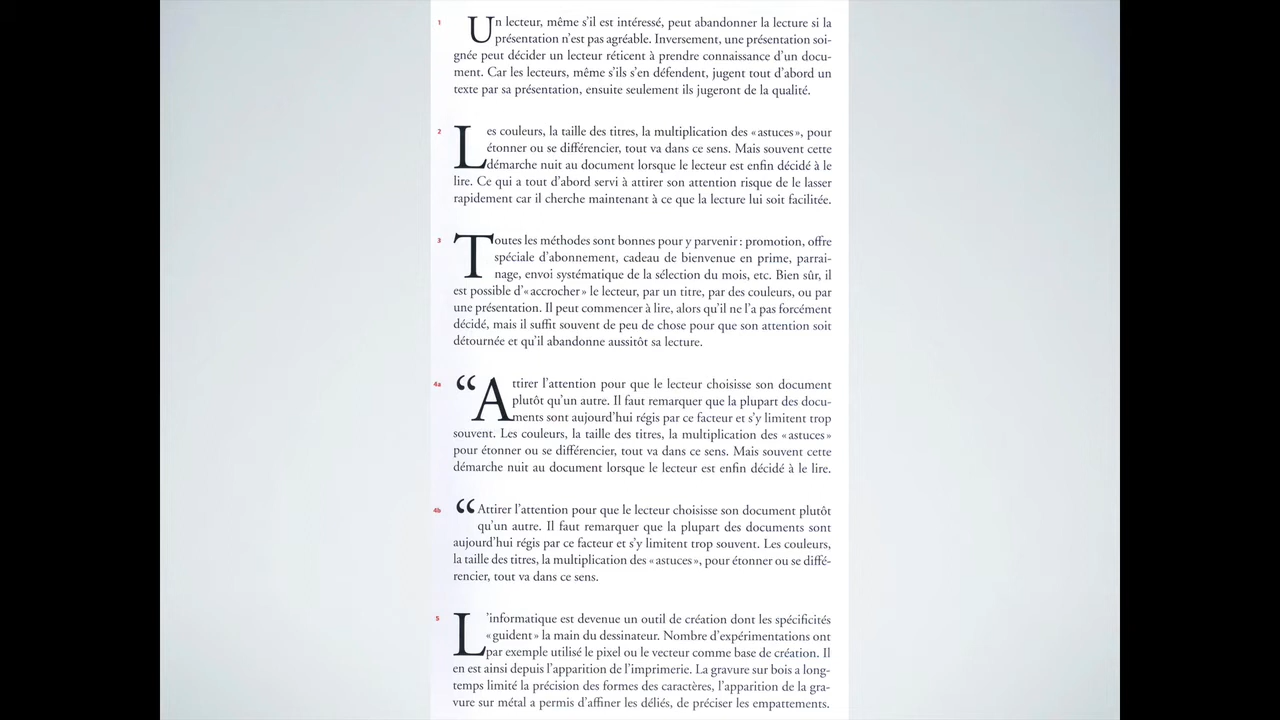 1 Un lecteur, même s'il est intéressé, peut abandonner la lecture si la
présentation n'est pas agréable. Inversement, une présentation soi-
gnée peut décider un lecteur réticent à prendre connaissance d'un docu-
ment. Car les lecteurs, même s'ils s'en défendent, jugent tout d'abord un
texte par sa présentation, ensuite seulement ils jugeront de la qualité.
2 Les couleurs, la taille des titres, la multiplication des «astuces», pour
étonner ou se différencier, tout va dans ce sens. Mais souvent cette
démarche nuit au document lorsque le lecteur est enfin décidé à le
lire. Ce qui a tout d'abord servi à attirer son attention risque de le lasser
rapidement car il cherche maintenant à ce que la lecture lui soit facilitée.
3 Toutes les méthodes sont bonnes pour y parvenir : promotion, offre
spéciale d'abonnement, cadeau de bienvenue en prime, parrai-
nage, envoi systématique de la sélection du mois, etc. Bien sûr, il
est possible d'«accrocher» le lecteur, par un titre, par des couleurs, ou par
une présentation. Il peut commencer à lire, alors qu'il ne l'a pas forcément
décidé, mais il suffit souvent de peu de chose pour que son attention soit
détournée et qu'il abandonne aussitôt sa lecture.
4a “Attirer l'attention pour que le lecteur choisisse son document
plutôt qu'un autre. Il faut remarquer que la plupart des docu-
ments sont aujourd'hui régis par ce facteur et s'y limitent trop
souvent. Les couleurs, la taille des titres, la multiplication des «astuces»
pour étonner ou se différencier, tout va dans ce sens. Mais souvent cette
démarche nuit au document lorsque le lecteur est enfin décidé à le lire.
4b “Attirer l'attention pour que le lecteur choisisse son document plutôt
qu'un autre. Il faut remarquer que la plupart des documents sont
aujourd'hui régis par ce facteur et s'y limitent trop souvent. Les couleurs,
la taille des titres, la multiplication des «astuces», pour étonner ou se diffé-
rencier, tout va dans ce sens.
5 L'informatique est devenue un outil de création dont les spécificités
«guident» la main du dessinateur. Nombre d'expérimentations ont
par exemple utilisé le pixel ou le vecteur comme base de création. Il
en est ainsi depuis l'apparition de l'imprimerie. La gravure sur bois a long-
temps limité la précision des formes des caractères, l'apparition de la gra-
vure sur métal a permis d'affiner les déliés, de préciser les empattements.